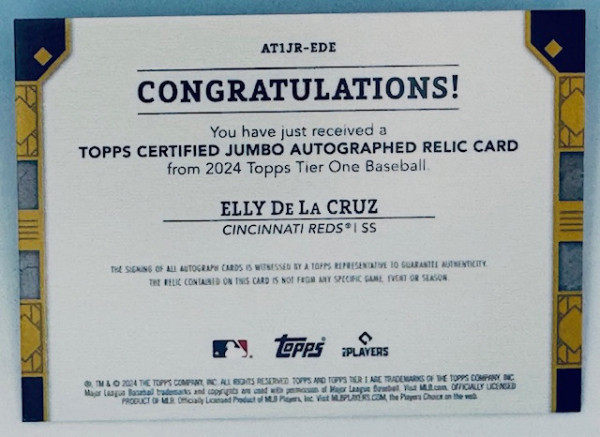 AT1JR-EDE
CONGRATULATIONS!
You have just received a
TOPPS CERTIFIED JUMBO AUTOGRAPHED RELIC CARD
from 2024 Topps Tier One Baseball.
ELLY DE LA CRUZ
CINCINNATI REDS® | SS
THE SIGNING OF ALL AUTOGRAPH CARDS IS WITNESSED BY A TOPPS REPRESENTATIVE TO GUARANTEE AUTHENTICITY.
THE RELIC CONTAINED ON THIS CARD IS NOT FROM ANY SPECIFIC GAME, EVENT OR SEASON.
Topps
PLAYERS
®, TM & © 2024 THE TOPPS COMPANY, INC. ALL RIGHTS RESERVED. TOPPS AND TOPPS TIER 1 ARE TRADEMARKS OF THE TOPPS COMPANY, INC.
Major League Baseball trademarks and copyrights are used with permission of Major League Baseball. Visit MLB.com. OFFICIALLY LICENSED
PRODUCT OF MLB. Officially Licensed Product of MLB Players, Inc. Visit MLBPLAYERS.COM, the Players Choice on the web.